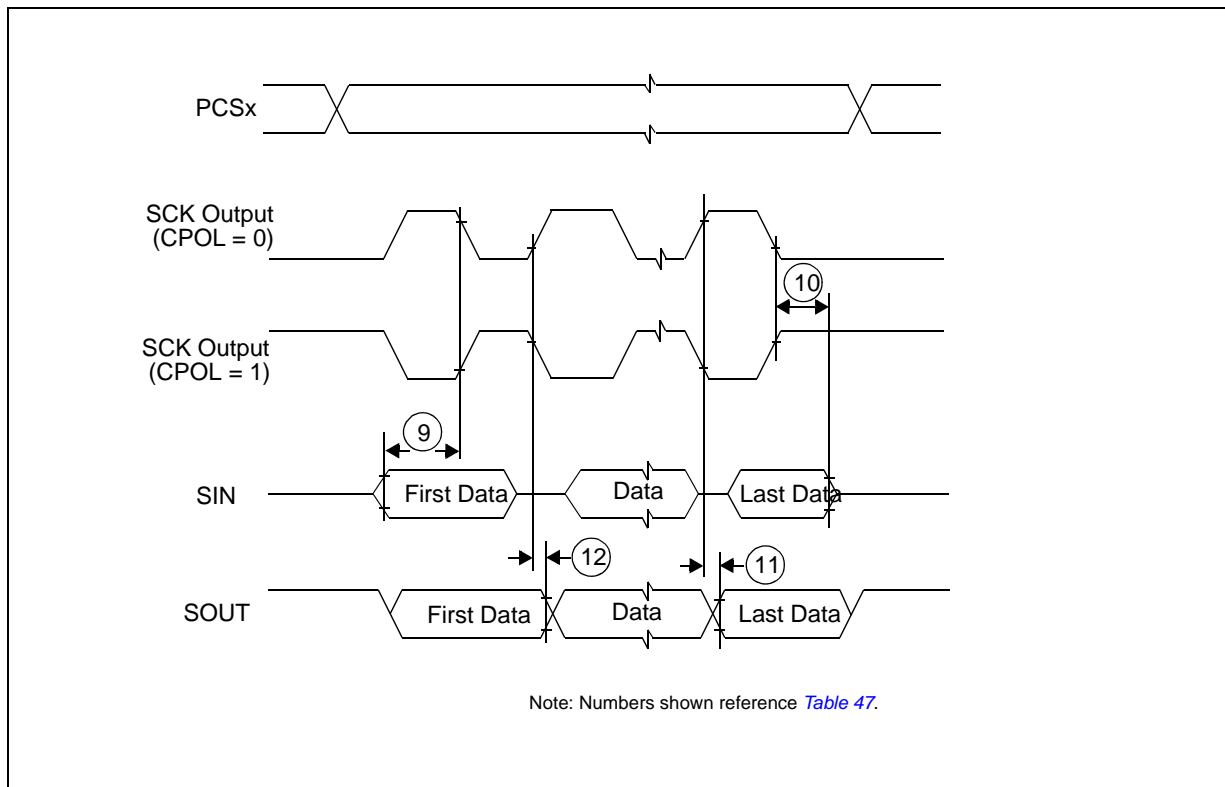 PCSx
SCK Output
(CPOL = 0)
10
SCK Output
(CPOL = 1)
9
SIN
First Data
Data
Last Data
12
11
SOUT
First Data
Data
Last Data
Note: Numbers shown reference Table 47.